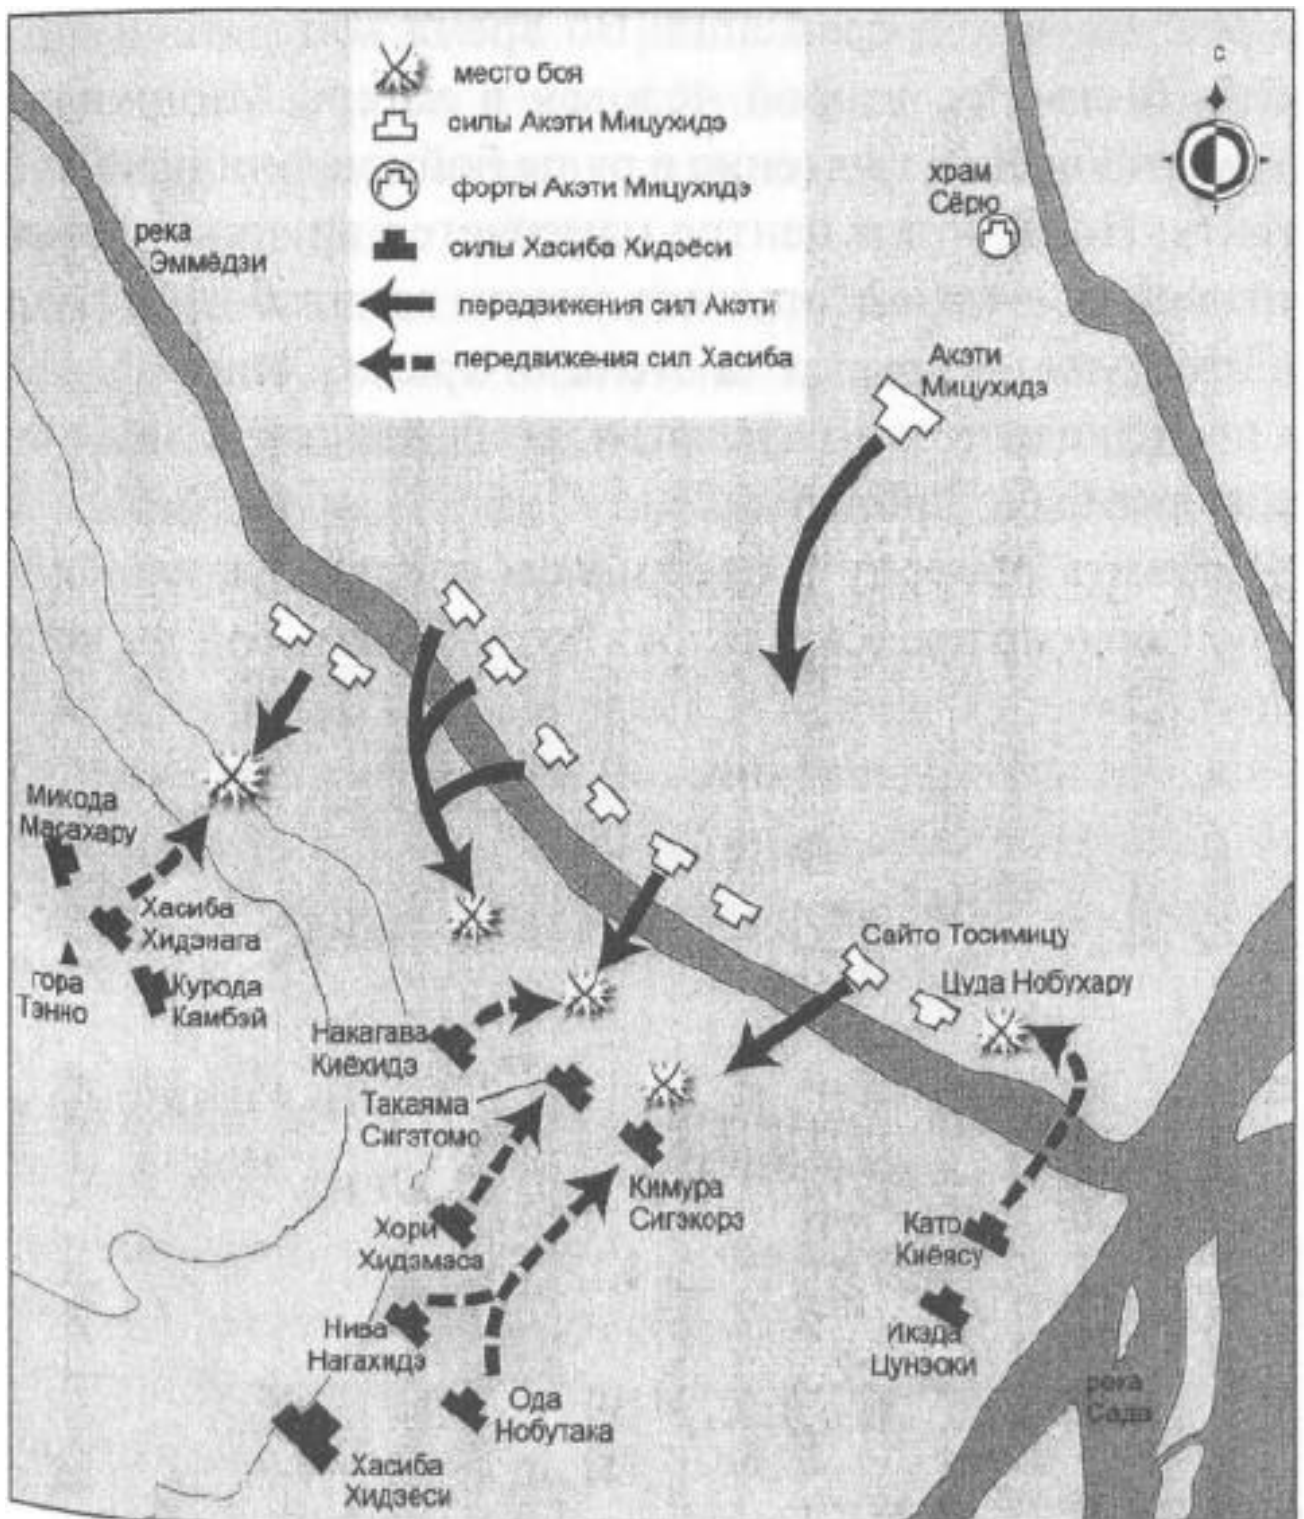 место боя
силы Акэти Мицухидэ
форты Акэти Мицухидэ
силы Хасиба Хидэёси
передвижения сил Акэти
передвижения сил Хасиба
с
храм
Сёрю
река
Эммёдзи
Акэти
Мицухидэ
Микода
Масахару
Хасиба
Хидэнага
гора
Тэнно
Курода
Камбэй
Сайто Тосимицу
Цуда Нобухару
Накагава
Киёхидэ
Такаяма
Сигэтомо
Кимура
Сигэкорэ
Хори
Хидэмаса
Като
Киёясу
Нива
Нагахидэ
Икэда
Цунэоки
Ода
Нобутака
река
Сада
Хасиба
Хидэёси